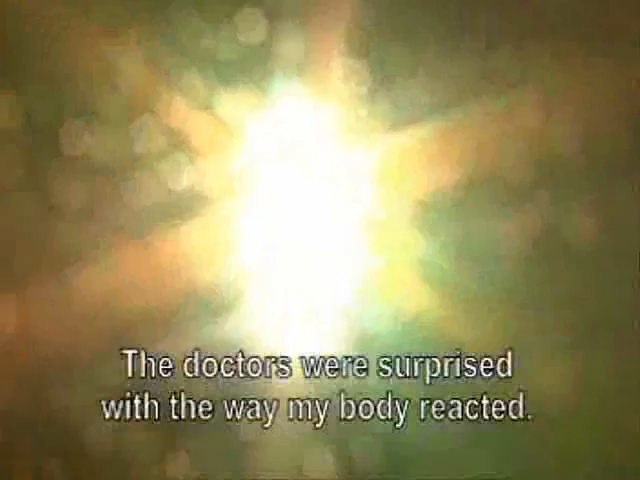 The doctors were surprised
with the way my body reacted.